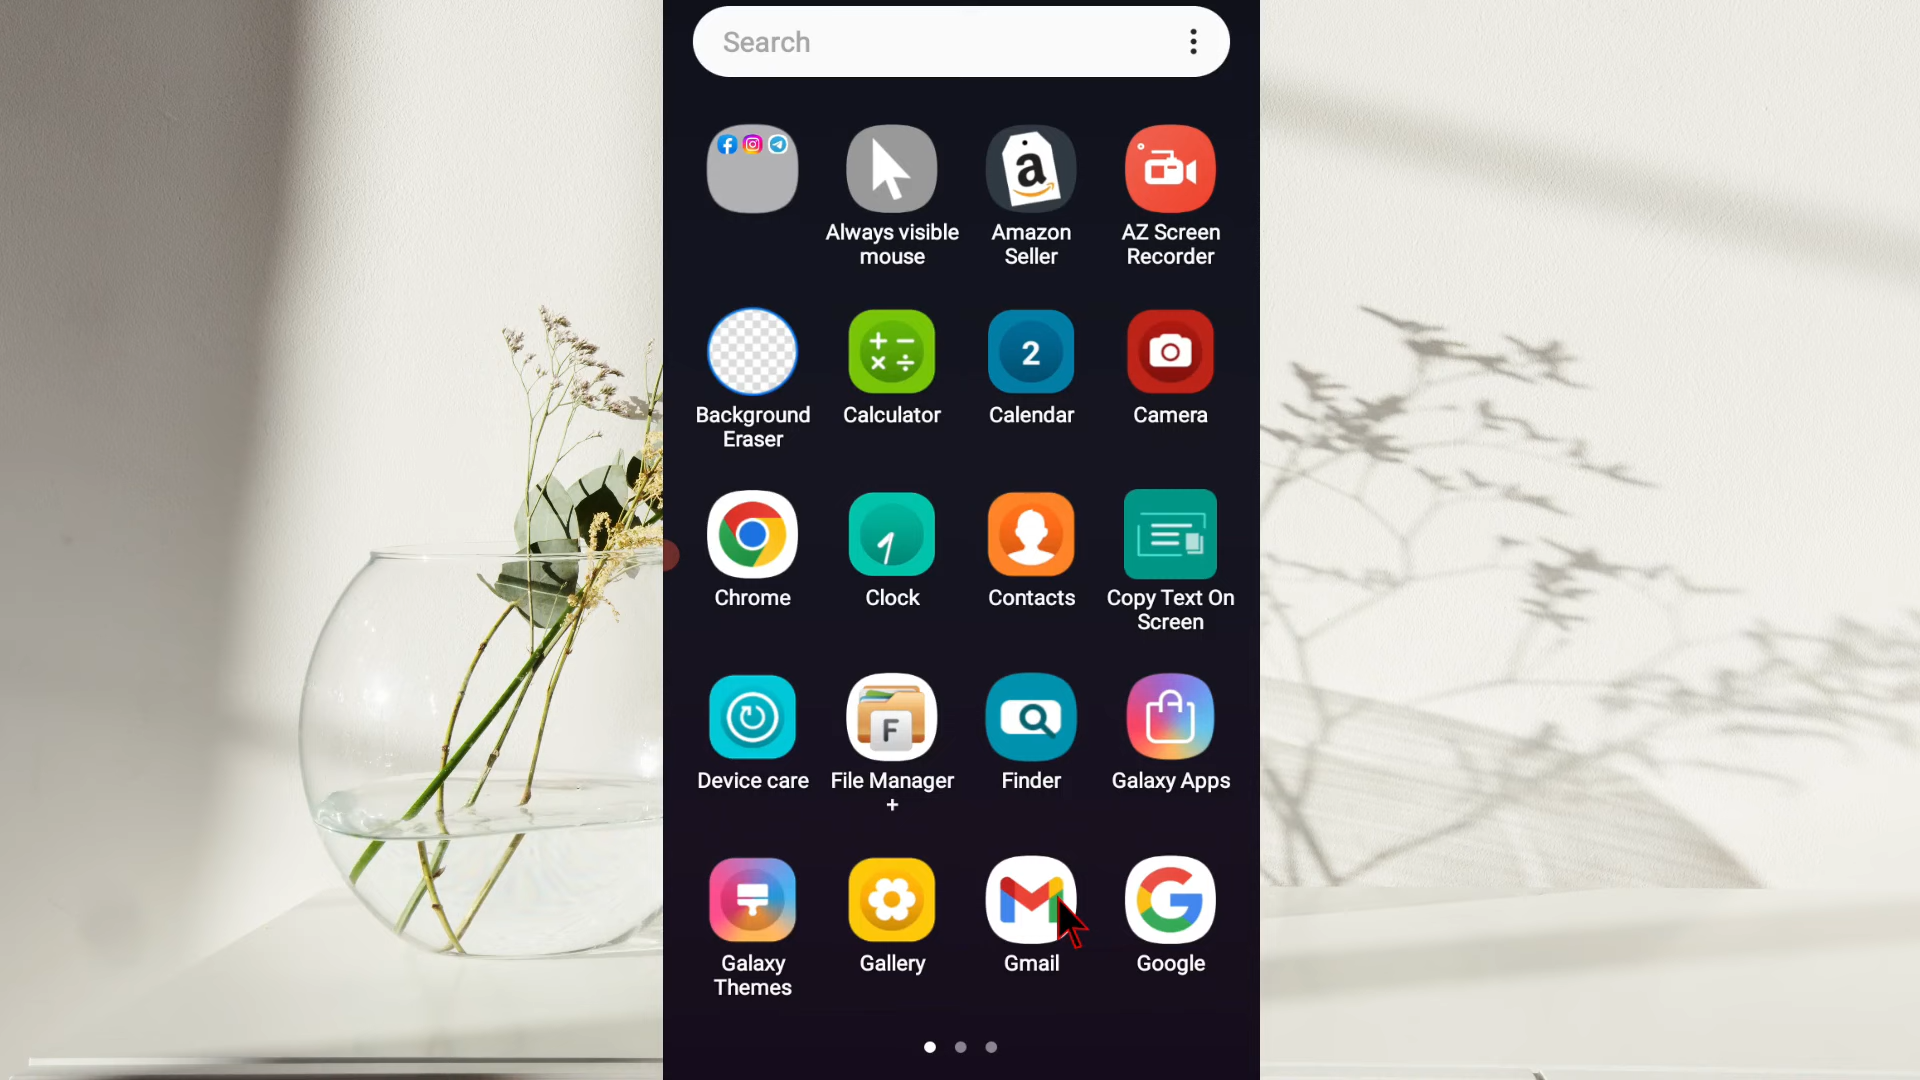 Search
Always visible
mouse
Amazon
Seller
AZ Screen
Recorder
Background
Eraser
Calculator
2
Calendar
Camera
Chrome
Clock
Contacts
Copy Text On
Screen
Device care
F
File Manager
+
Finder
Galaxy Apps
Galaxy
Themes
Gallery
Gmail
Google